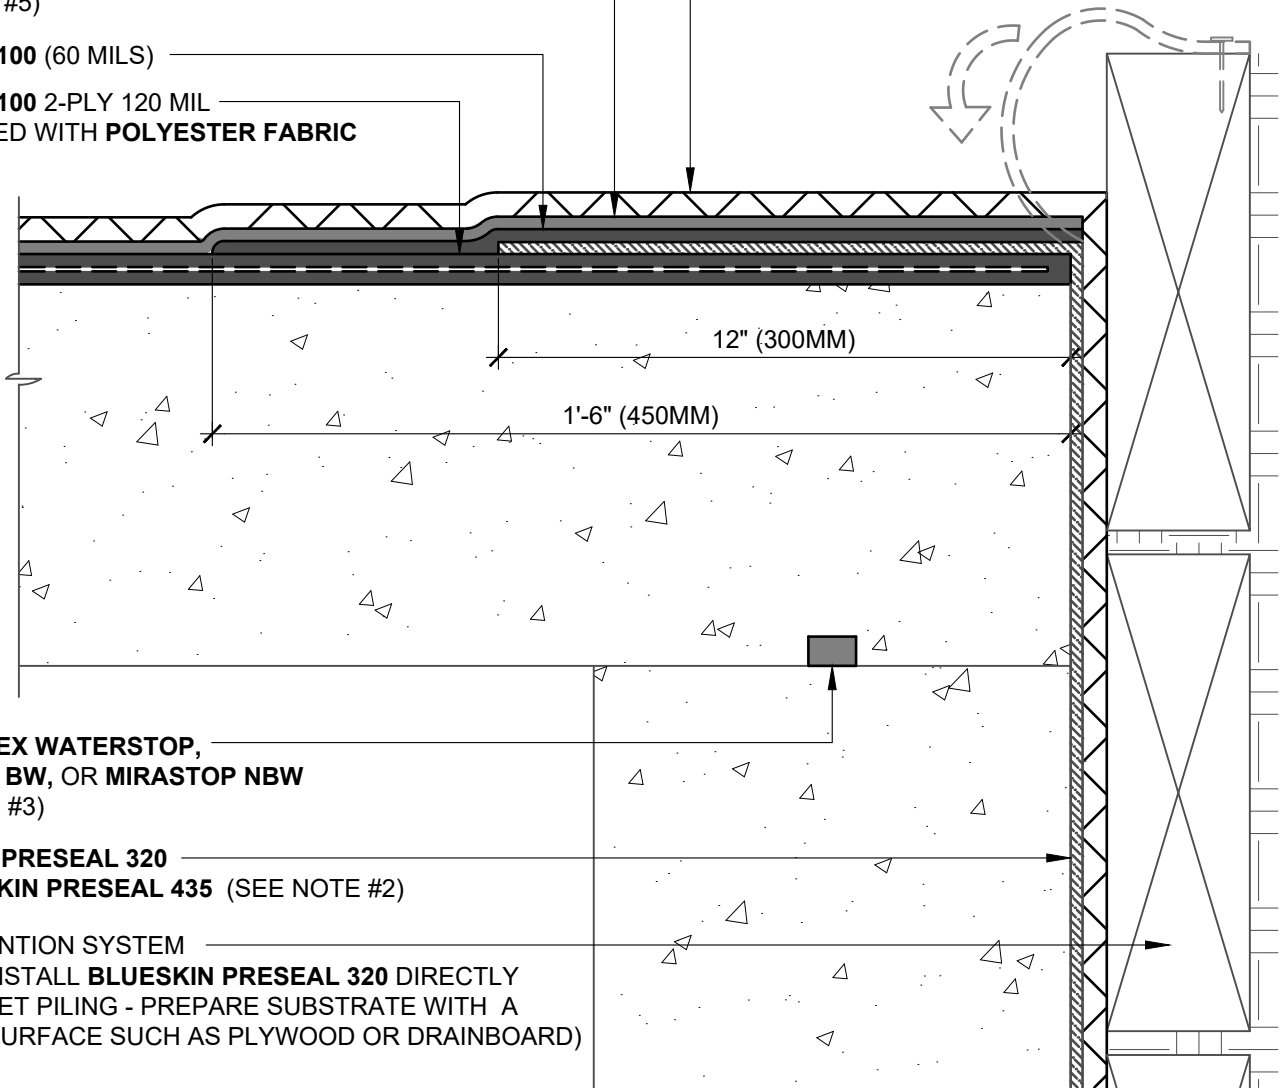 #5)
100 (60 MILS)
100 2-PLY 120 MIL
ED WITH POLYESTER FABRIC
12" (300MM)
1'-6" (450MM)
EX WATERSTOP,
BW, OR MIRASTOP NBW
#3)
PRESEAL 320
KIN PRESEAL 435 (SEE NOTE #2)
NTION SYSTEM
NSTALL BLUESKIN PRESEAL 320 DIRECTLY
ET PILING - PREPARE SUBSTRATE WITH A
URFACE SUCH AS PLYWOOD OR DRAINBOARD)